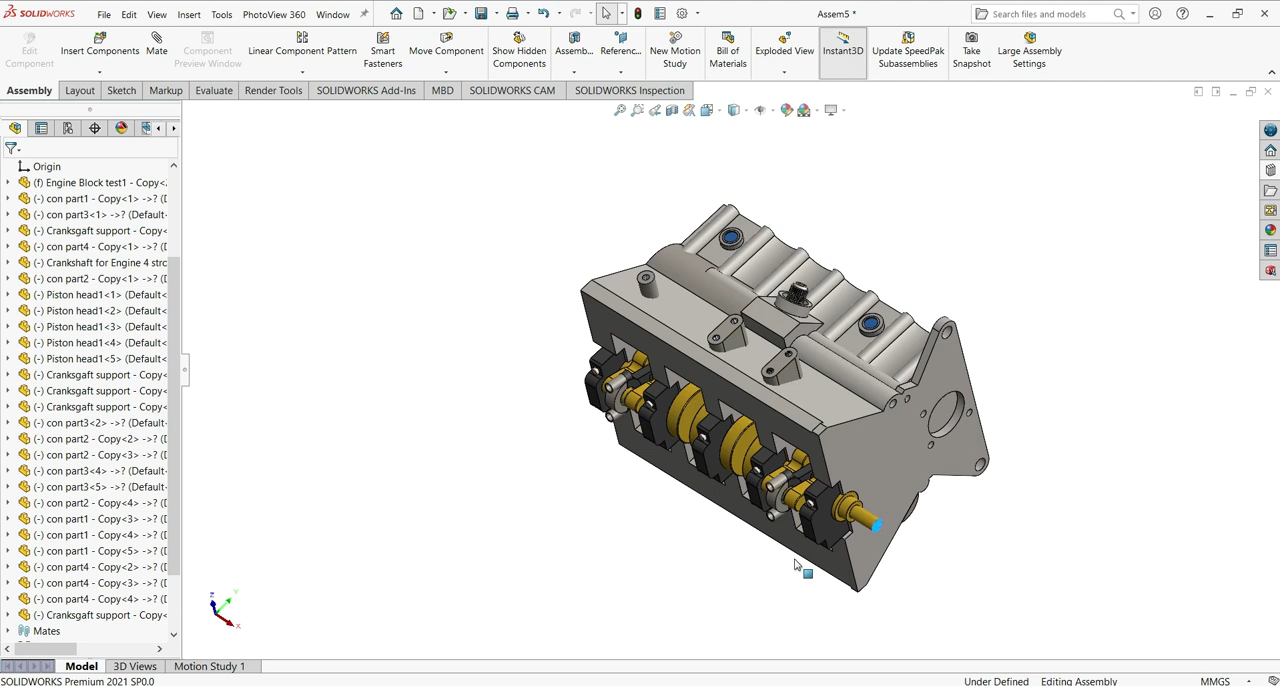 SOLIDWORKS File Edit View Insert Tools PhotoView 360 Window Assem5 * Search files and models
Edit Component
Insert Components
Mate
Component Preview Window
Linear Component Pattern
Smart Fasteners
Move Component
Show Hidden Components
Assemb...
Referenc...
New Motion Study
Bill of Materials
Exploded View
Instant3D
Update SpeedPak Subassemblies
Take Snapshot
Large Assembly Settings
Assembly Layout Sketch Markup Evaluate Render Tools SOLIDWORKS Add-Ins MBD SOLIDWORKS CAM SOLIDWORKS Inspection
Origin
(f) Engine Block test1 - Copy<
(-) con part1 - Copy<1> ->? (D
(-) con part3<1> ->? (Default-
(-) Cranksgaft support - Copy<
(-) con part4 - Copy<1> ->? (D
(-) Crankshaft for Engine 4 stro
(-) con part2 - Copy<1> ->? (D
(-) Piston head1<1> (Default<
(-) Piston head1<2> (Default<
(-) Piston head1<3> (Default<
(-) Piston head1<4> (Default<
(-) Piston head1<5> (Default<
(-) Cranksgaft support - Copy<
(-) Cranksgaft support - Copy<
(-) Cranksgaft support - Copy<
(-) con part3<2> ->? (Default-
(-) con part2 - Copy<2> ->? (D
(-) con part2 - Copy<3> ->? (D
(-) con part3<4> ->? (Default-
(-) con part3<5> ->? (Default-
(-) con part2 - Copy<4> ->? (D
(-) con part1 - Copy<3> ->? (D
(-) con part1 - Copy<4> ->? (D
(-) con part1 - Copy<5> ->? (D
(-) con part4 - Copy<2> ->? (D
(-) con part4 - Copy<3> ->? (D
(-) con part4 - Copy<4> ->? (D
(-) Cranksgaft support - Copy<
Mates
Z Y X
Model 3D Views Motion Study 1
SOLIDWORKS Premium 2021 SP0.0 Under Defined Editing Assembly MMGS